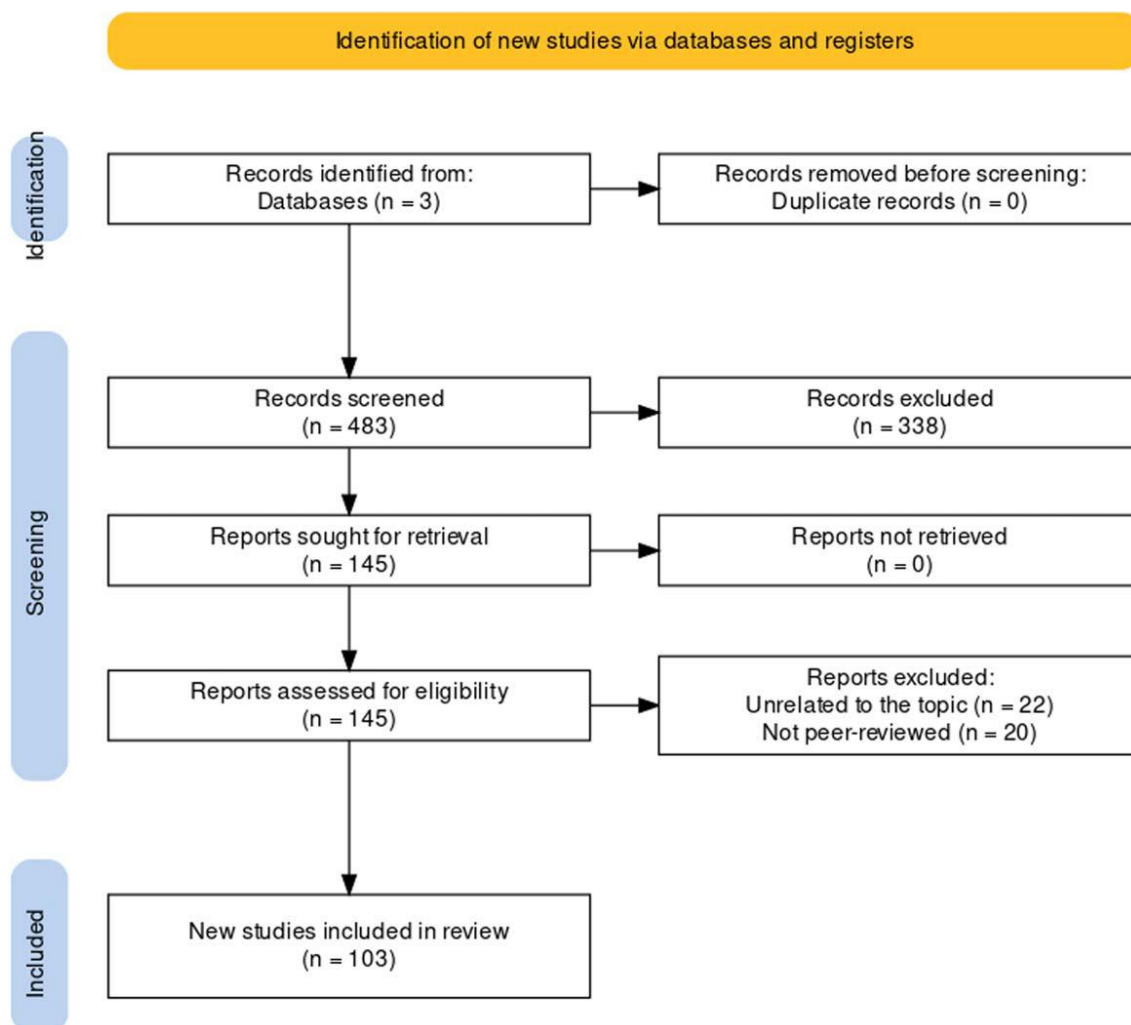 Identification of new studies via databases and registers
Identification
Records identified from:
Databases (n = 3)
Records removed before screening:
Duplicate records (n = 0)
Screening
Records screened
(n = 483)
Records excluded
(n = 338)
Reports sought for retrieval
(n = 145)
Reports not retrieved
(n = 0)
Reports assessed for eligibility
(n = 145)
Reports excluded:
Unrelated to the topic (n = 22)
Not peer-reviewed (n = 20)
Included
New studies included in review
(n = 103)